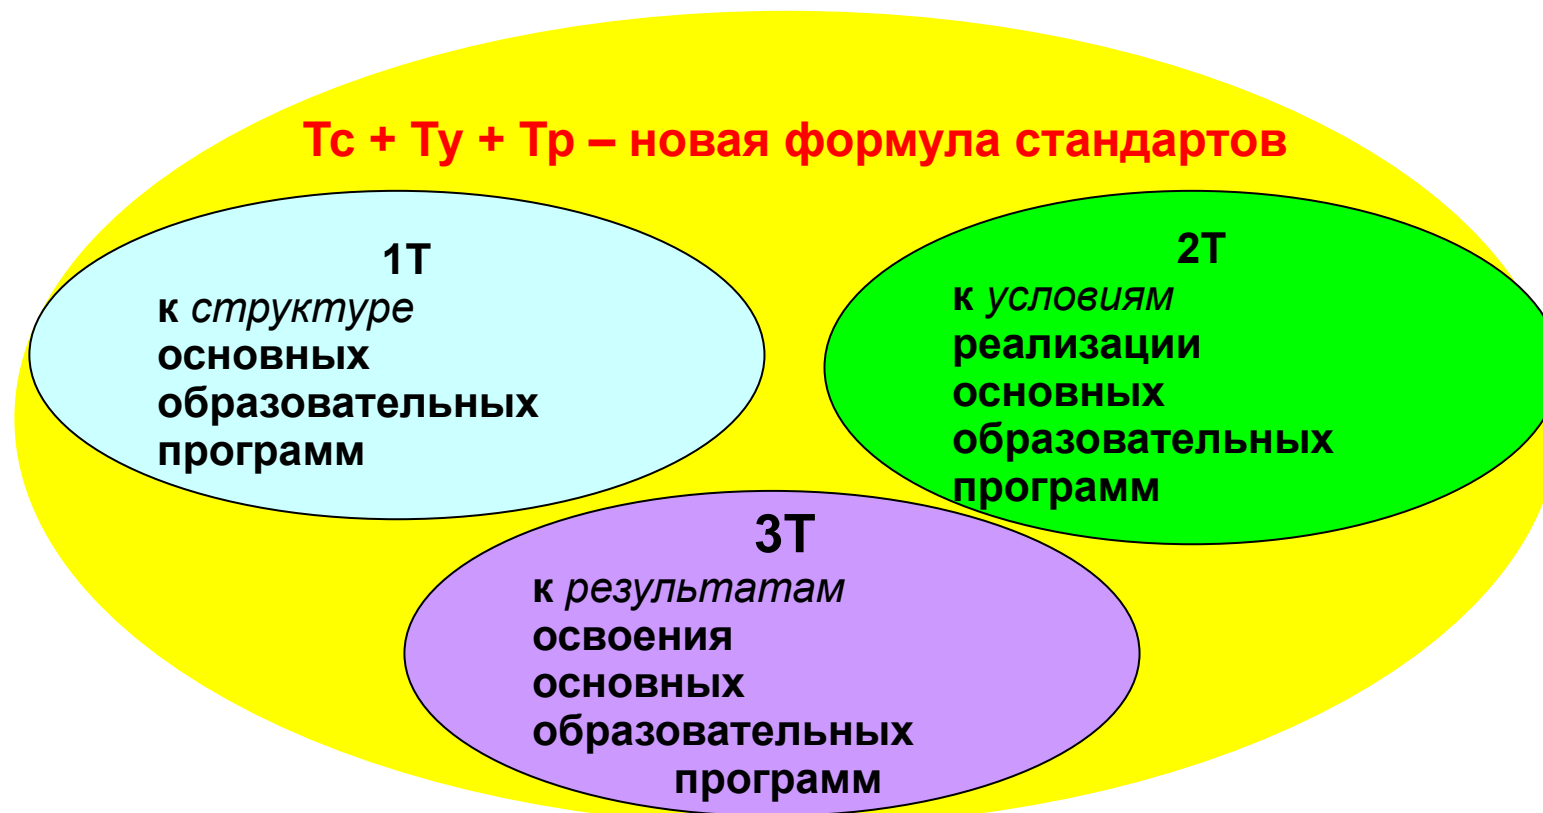 Тс + Ту + Тр – новая формула стандартов
1Т
к структуре
основных
образовательных
программ
2Т
к условиям
реализации
основных
образовательных
программ
3Т
к результатам
освоения
основных
образовательных
программ